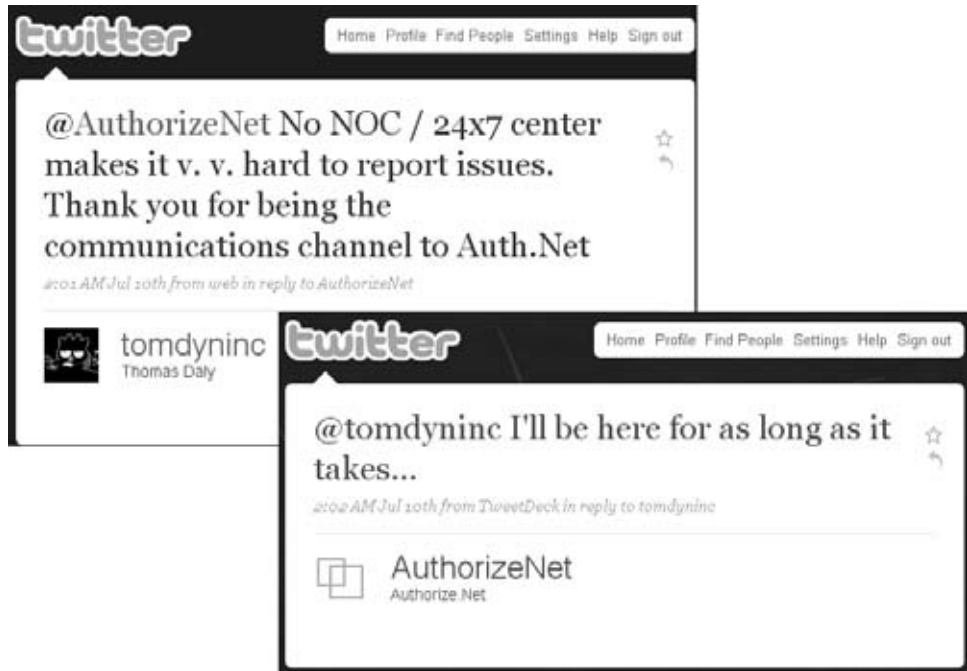 twitter
Home Profile Find People Settings Help Sign out
@AuthorizeNet No NOC / 24x7 center
makes it v. v. hard to report issues.
Thank you for being the
communications channel to Auth.Net
2:01 AM Jul 10th from web in reply to AuthorizeNet
tomdyninc
Thomas Daly
twitter
Home Profile Find People Settings Help Sign out
@tomdyninc I'll be here for as long as it
takes...
2:02 AM Jul 10th from TweetDeck in reply to tomdyninc
AuthorizeNet
Authorize.Net